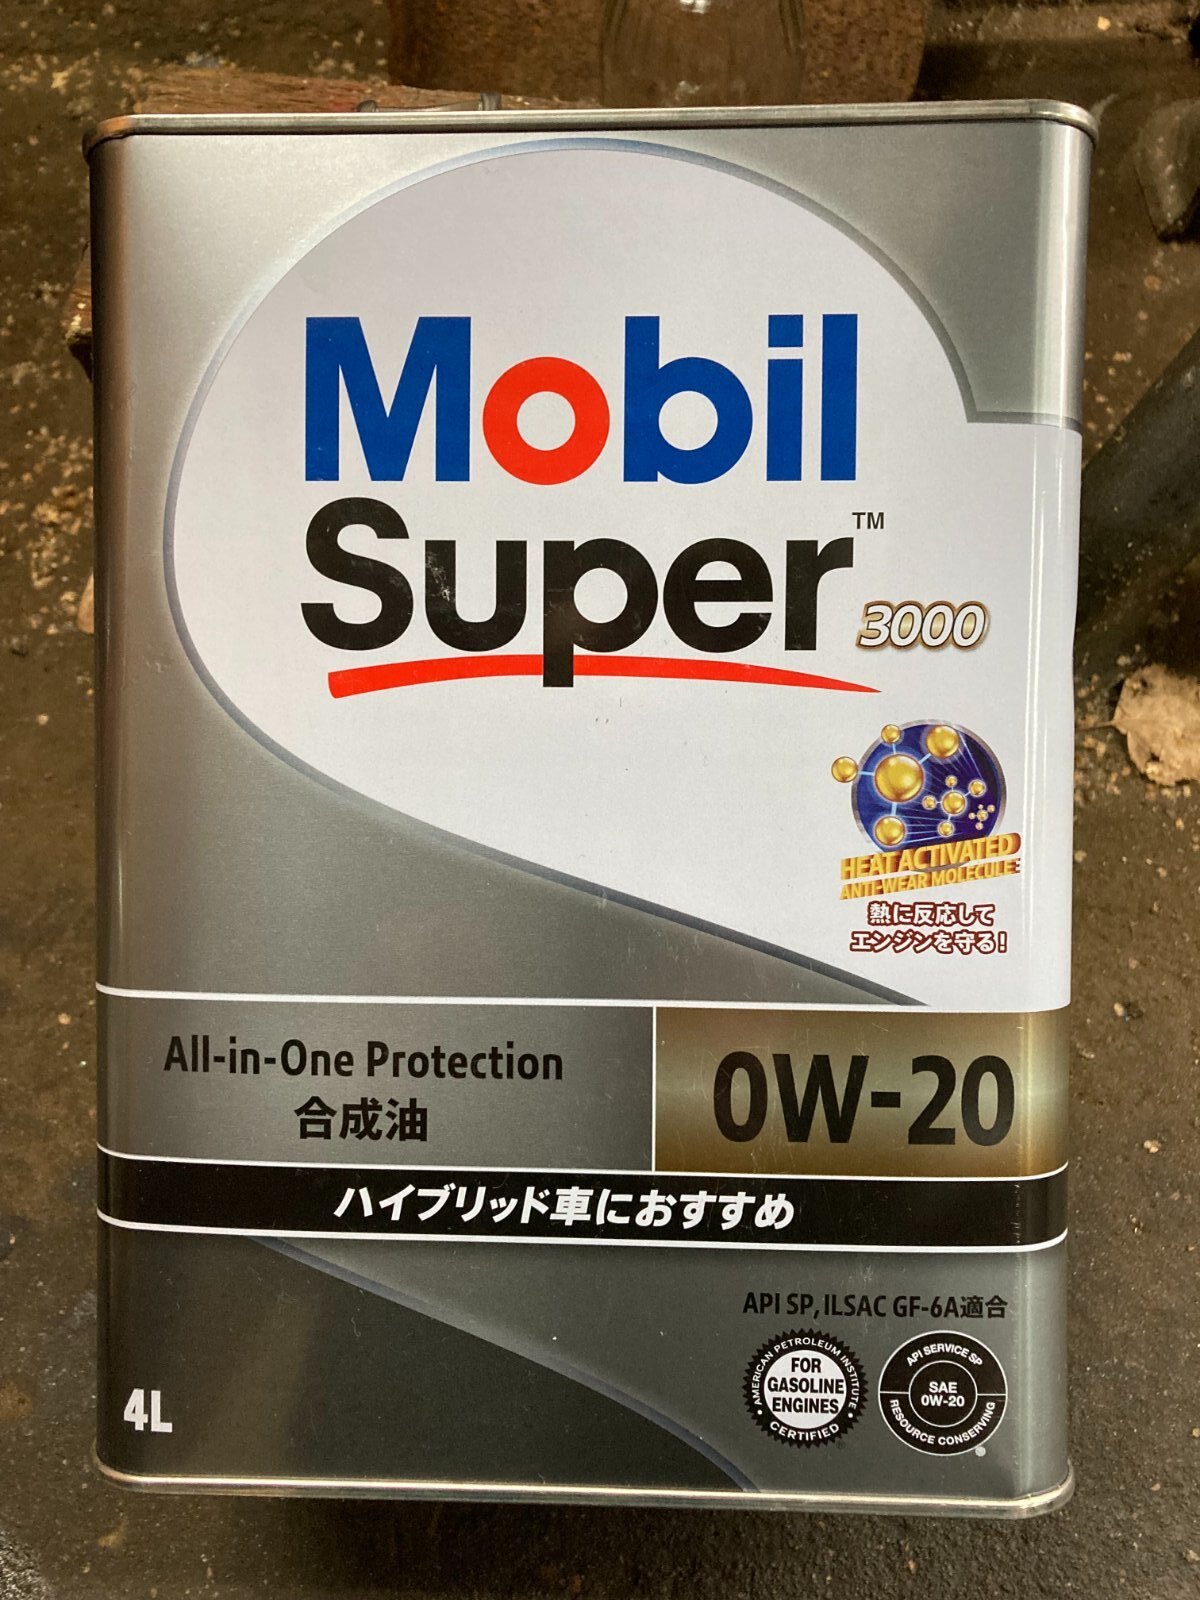 Mobil
Super™
3000
HEAT ACTIVATED
ANTI-WEAR MOLECULE
熱に反応して
エンジンを守る!
All-in-One Protection
合成油
0W-20
ハイブリッド車におすすめ
API SP, ILSAC GF-6A適合
AMERICAN PETROLEUM INSTITUTE
FOR
GASOLINE
ENGINES
CERTIFIED
®
API SERVICE SP
SAE
0W-20
RESOURCE CONSERVING
®
4L